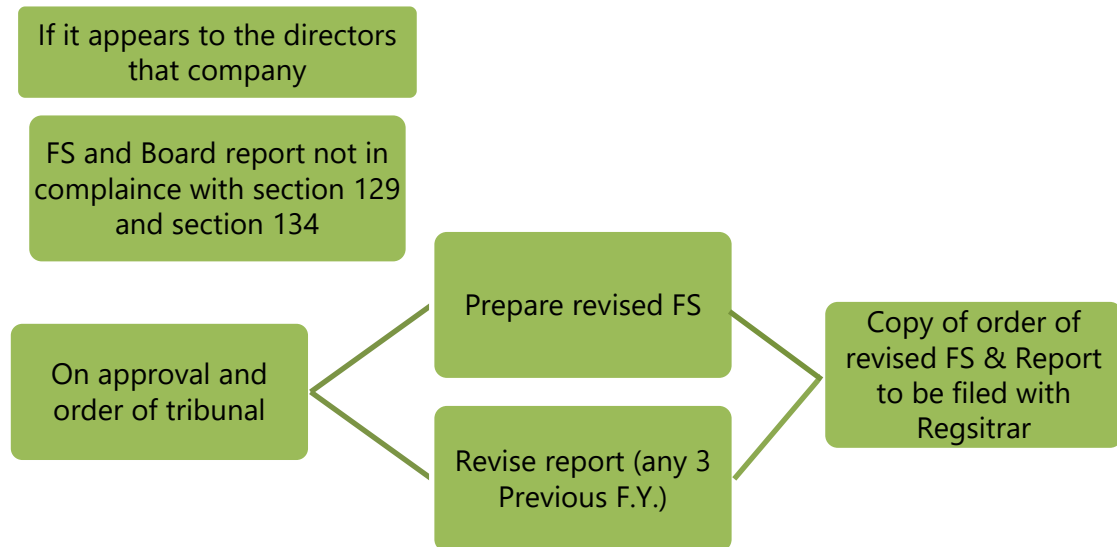 If it appears to the directors
that company
FS and Board report not in
complaince with section 129
and section 134
On approval and
order of tribunal
Prepare revised FS
Revise report (any 3
Previous F.Y.)
Copy of order of
revised FS & Report
to be filed with
Regsitrar